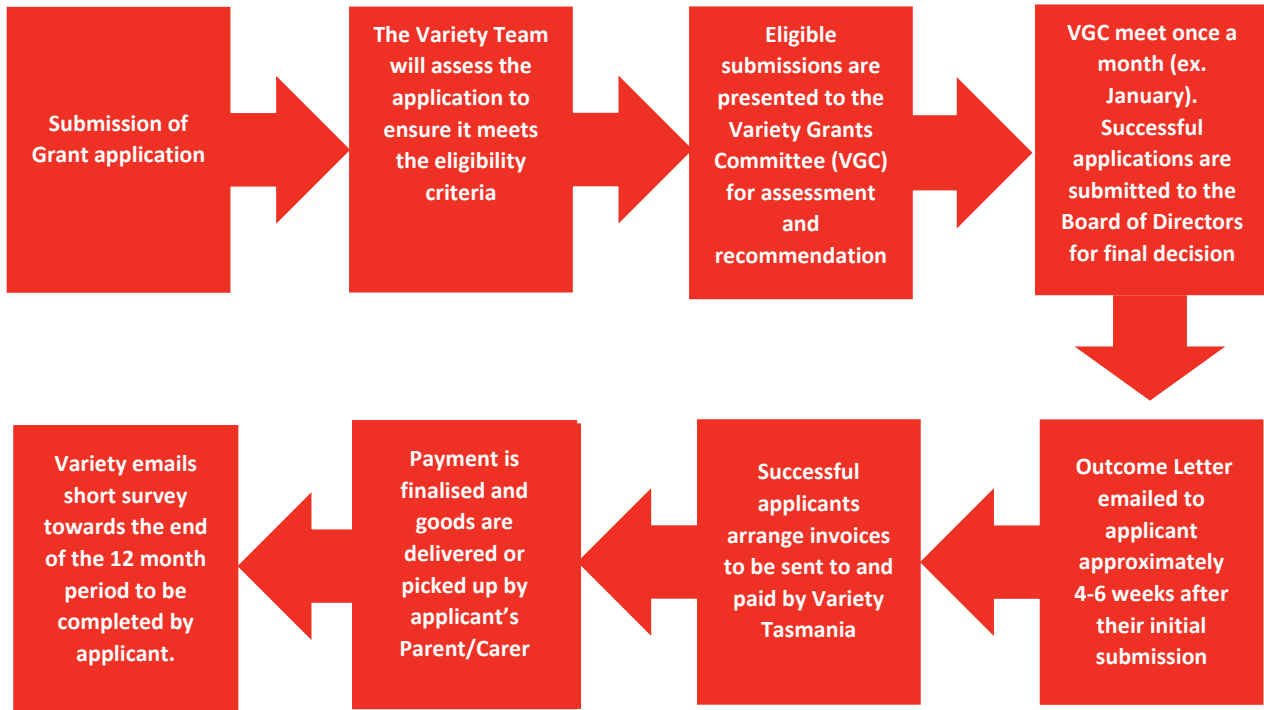 Submission of
Grant application
The Variety Team
will assess the
application to
ensure it meets
the eligibility
criteria
Eligible
submissions are
presented to the
Variety Grants
Committee (VGC)
for assessment
and
recommendation
VGC meet once a
month (ex.
January).
Successful
applications are
submitted to the
Board of Directors
for final decision
Outcome Letter
emailed to
applicant
approximately
4-6 weeks after
their initial
submission
Successful
applicants
arrange invoices
to be sent to and
paid by Variety
Tasmania
Payment is
finalised and
goods are
delivered or
picked up by
applicant’s
Parent/Carer
Variety emails
short survey
towards the end
of the 12 month
period to be
completed by
applicant.